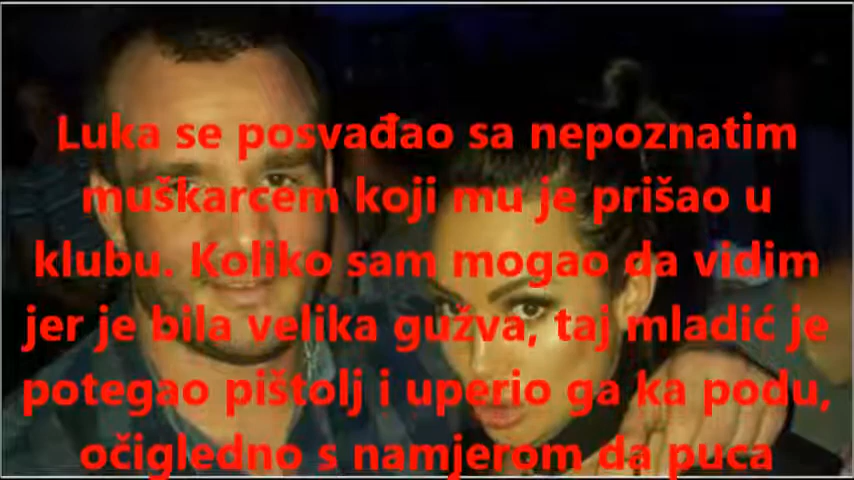 Luka se posvađao sa nepoznatim
muškarcem koji mu je prišao u
klubu. Koliko sam mogao da vidim
jer je bila velika gužva, taj mladić je
potegao pištolj i uperio ga ka podu,
očigledno s namjerom da puca